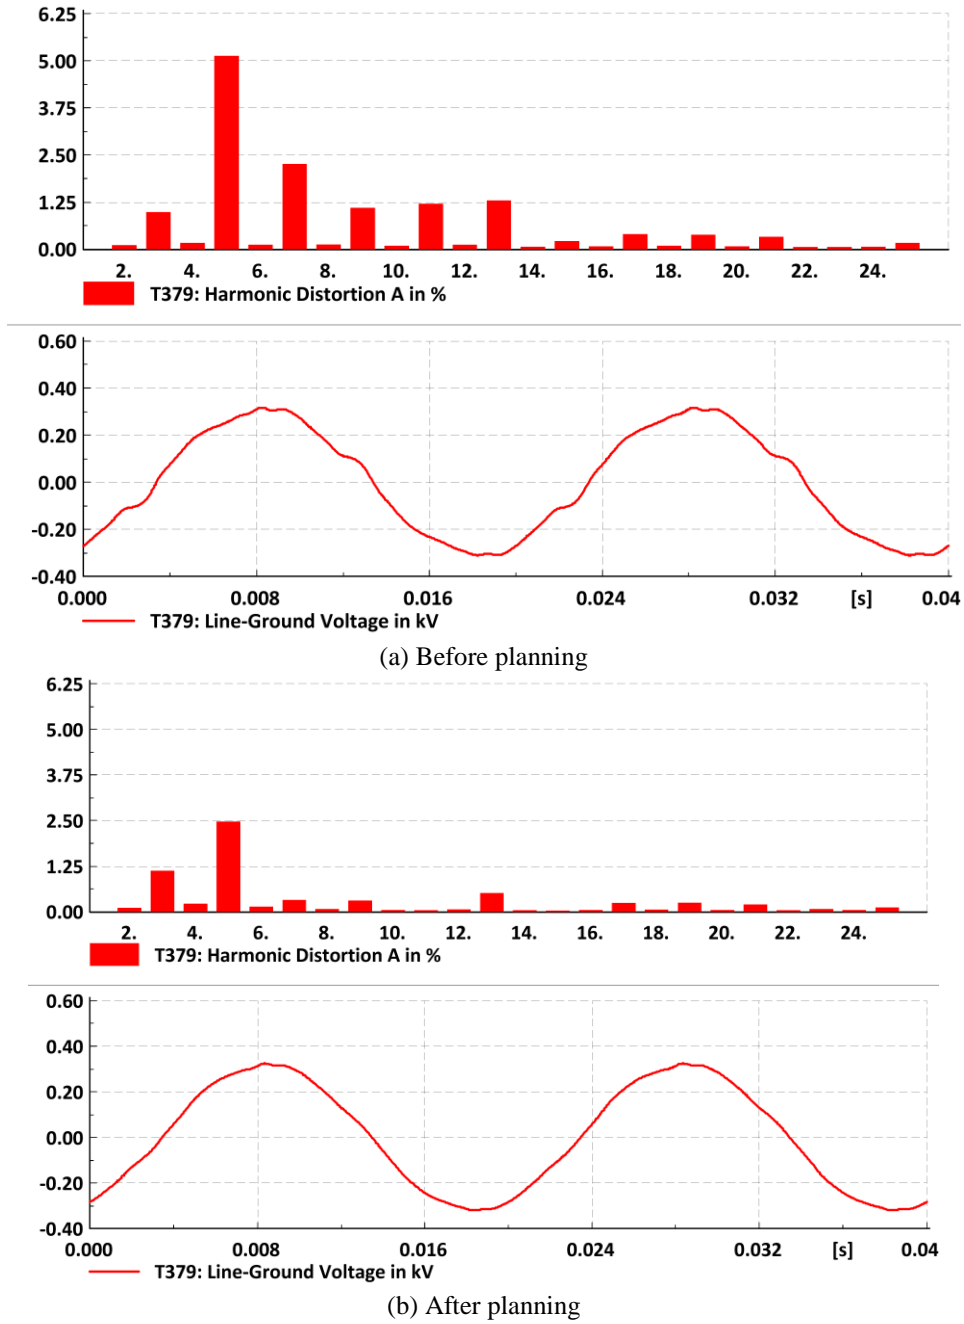 6.25
5.00
3.75
2.50
1.25
0.00
2. 4. 6. 8. 10. 12. 14. 16. 18. 20. 22. 24.
T379: Harmonic Distortion A in %
0.60
0.40
0.20
0.00
-0.20
-0.40
0.000 0.008 0.016 0.024 0.032 [s] 0.04
T379: Line-Ground Voltage in kV
(a) Before planning
6.25
5.00
3.75
2.50
1.25
0.00
2. 4. 6. 8. 10. 12. 14. 16. 18. 20. 22. 24.
T379: Harmonic Distortion A in %
0.60
0.40
0.20
0.00
-0.20
-0.40
0.000 0.008 0.016 0.024 0.032 [s] 0.04
T379: Line-Ground Voltage in kV
(b) After planning